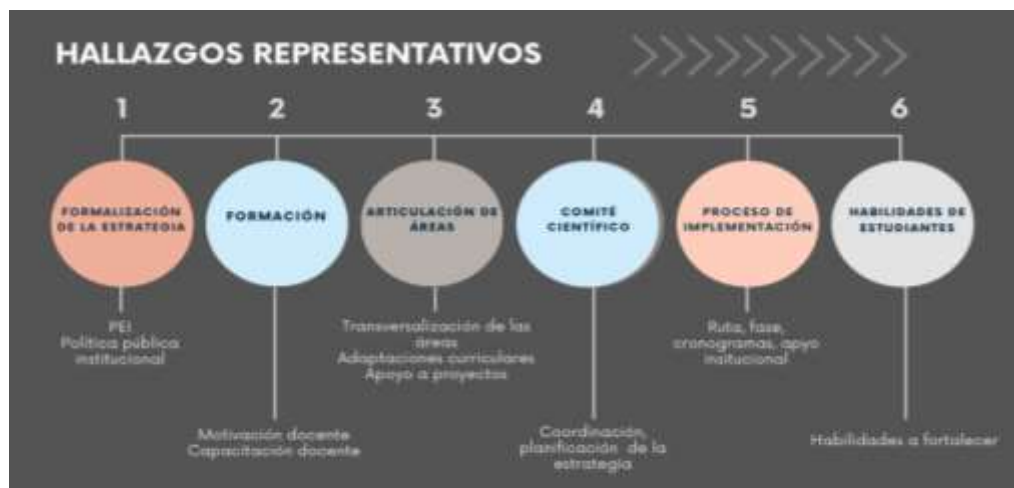 HALLAZGOS REPRESENTATIVOS
1
2
3
4
5
6
FORMALIZACIÓN
DE LA ESTRATEGIA
FORMACIÓN
ARTICULACIÓN DE
ÁREAS
COMITÉ
CIENTÍFICO
PROCESO DE
IMPLEMENTACIÓN
HABILIDADES DE
ESTUDIANTES
PEI
Política pública
institucional
Motivación docente
Capacitación docente
Transversalización de las
áreas
Adaptaciones curriculares
Apoyo a proyectos
Coordinación,
planificación de la
estrategia
Ruta, fase,
cronogramas, apyo
insitucional
Habilidades a fortalecer